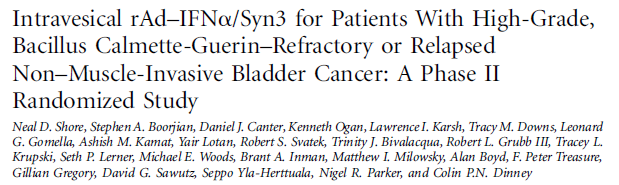 Intravesical rAd–IFNα/Syn3 for Patients With High-Grade,
Bacillus Calmette-Guerin–Refractory or Relapsed
Non–Muscle-Invasive Bladder Cancer: A Phase II
Randomized Study
Neal D. Shore, Stephen A. Boorjian, Daniel J. Canter, Kenneth Ogan, Lawrence I. Karsh, Tracy M. Downs, Leonard
G. Gomella, Ashish M. Kamat, Yair Lotan, Robert S. Svatek, Trinity J. Bivalacqua, Robert L. Grubb III, Tracey L.
Krupski, Seth P. Lerner, Michael E. Woods, Brant A. Inman, Matthew I. Milowsky, Alan Boyd, F. Peter Treasure,
Gillian Gregory, David G. Sawutz, Seppo Yla-Herttuala, Nigel R. Parker, and Colin P.N. Dinney